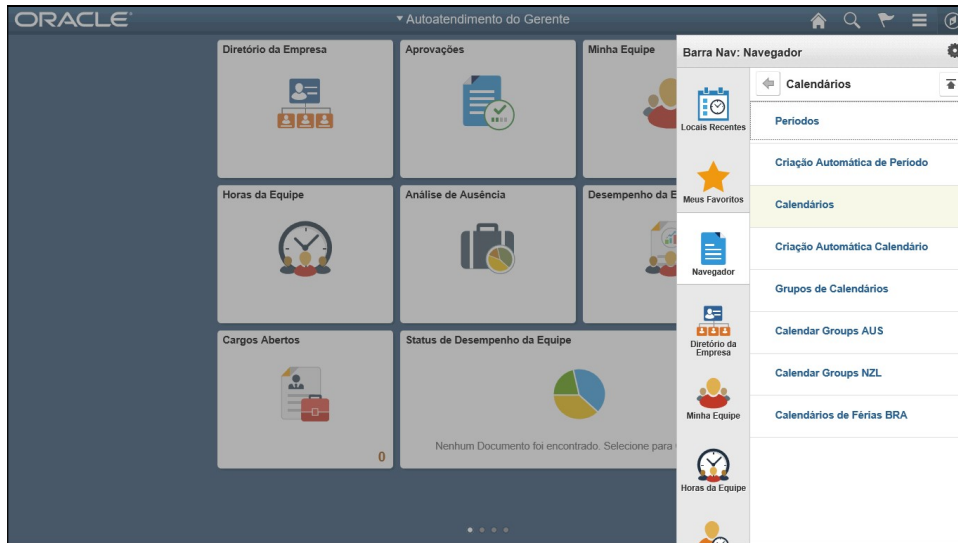 ORACLE
Autoatendimento do Gerente
Diretório da Empresa
Aprovações
Minha Equipe
Horas da Equipe
Análise de Ausência
Desempenho da E
Cargos Abertos
0
Status de Desempenho da Equipe
Nenhum Documento foi encontrado. Selecione para
Barra Nav: Navegador
Locais Recentes
Meus Favoritos
Navegador
Diretório da
Empresa
Minha Equipe
Horas da Equipe
Calendários
Periodos
Criação Automática de Periodo
Calendários
Criação Automática Calendário
Grupos de Calendários
Calendar Groups AUS
Calendar Groups NZL
Calendários de Férias BRA